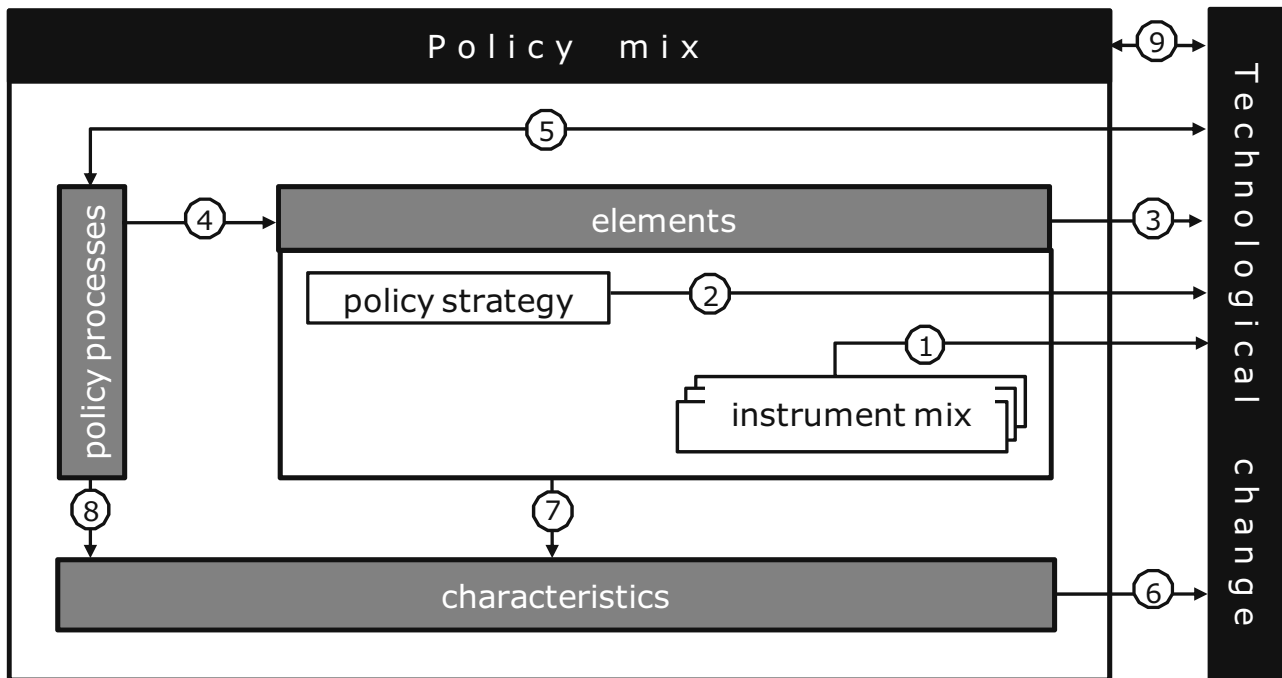 Policy mix
9
Technological change
5
policy processes
4
elements
3
policy strategy
2
1
instrument mix
8
7
characteristics
6